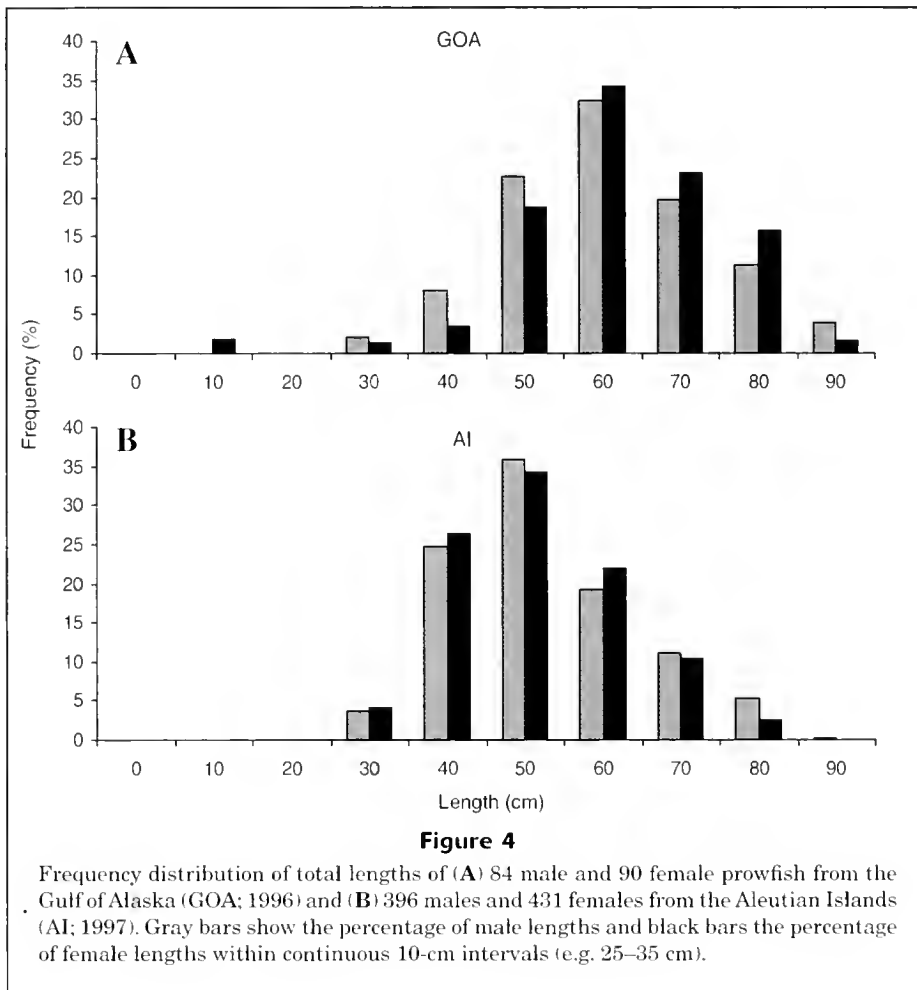 A
GOA
40
35
30
25
20
15
10
5
0
0 10 20 30 40 50 60 70 80 90
Frequency (%)
B
AI
40
35
30
25
20
15
10
5
0
0 10 20 30 40 50 60 70 80 90
Length (cm)
Figure 4
Frequency distribution of total lengths of (A) 84 male and 90 female prowfish from the
Gulf of Alaska (GOA; 1996) and (B) 396 males and 431 females from the Aleutian Islands
(AI; 1997). Gray bars show the percentage of male lengths and black bars the percentage
of female lengths within continuous 10-cm intervals (e.g. 25–35 cm).